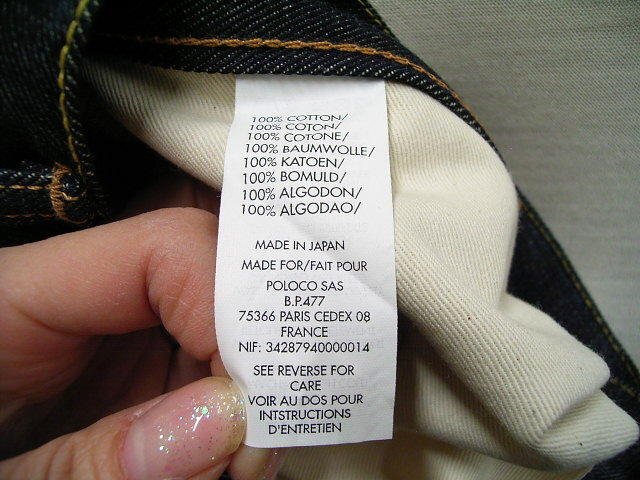 100% COTTON/
100% COTON/
100% COTONE/
100% BAUMWOLLE/
100% KATOEN/
100% BOMULD/
100% ALGODON/
100% ALGODAO/
MADE IN JAPAN
MADE FOR/FAIT POUR
POLOCO SAS
B.P.477
75366 PARIS CEDEX 08
FRANCE
NIF: 34287940000014
SEE REVERSE FOR
CARE
VOIR AU DOS POUR
INTSTRUCTIONS
D'ENTRETIEN